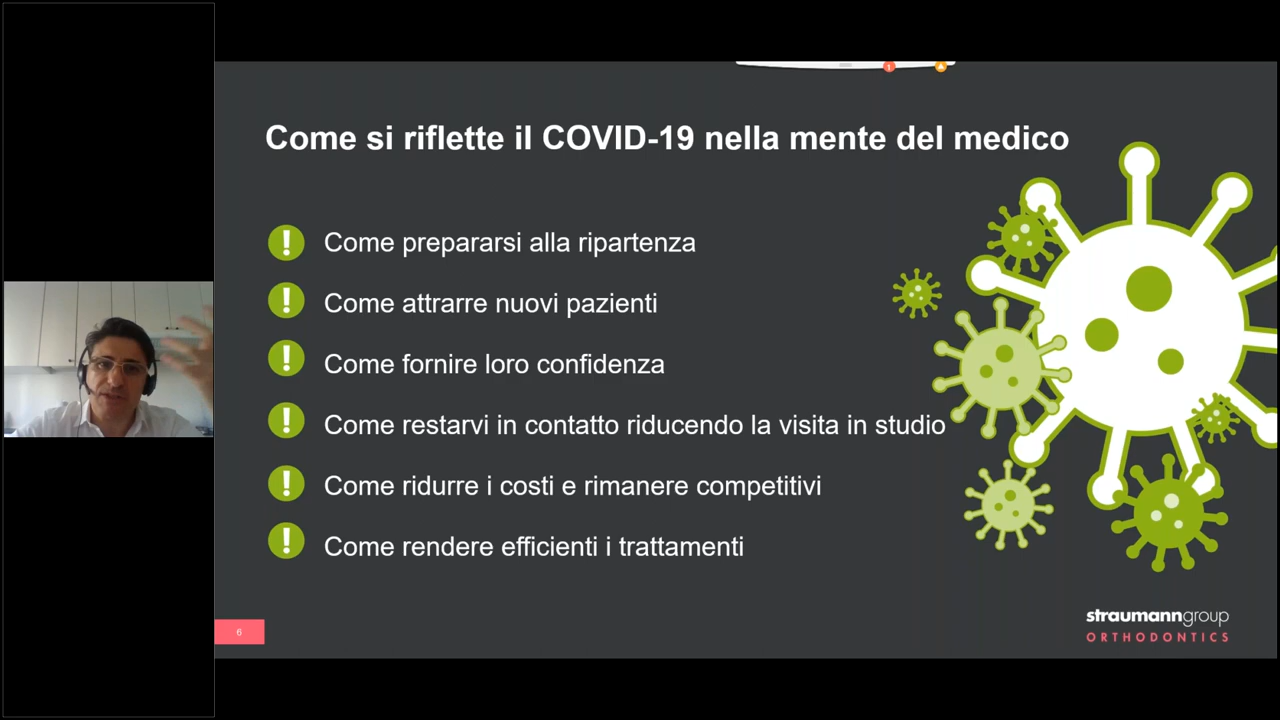 Come si riflette il COVID-19 nella mente del medico
Come prepararsi alla ripartenza
Come attrarre nuovi pazienti
Come fornire loro confidenza
Come restarvi in contatto riducendo la visita in studio
Come ridurre i costi e rimanere competitivi
Come rendere efficienti i trattamenti
6
straumanngroup
ORTHODONTICS